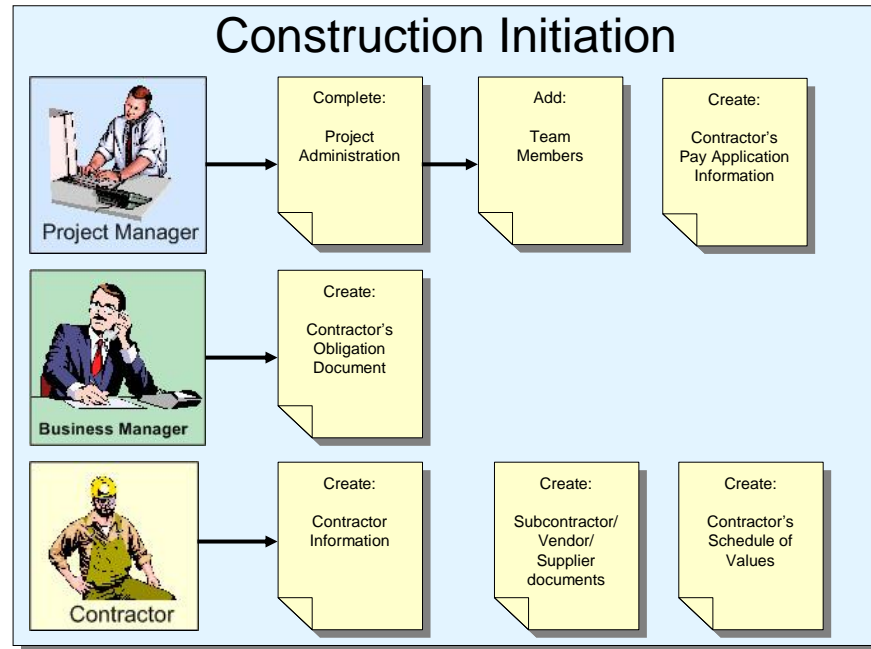 Construction Initiation
Complete:
Project
Administration
Add:
Team
Members
Create:
Contractor's
Pay Application
Information
Project Manager
Create:
Contractor's
Obligation
Document
Business Manager
Create:
Contractor
Information
Create:
Subcontractor/
Vendor/
Supplier
documents
Create:
Contractor's
Schedule of
Values
Contractor